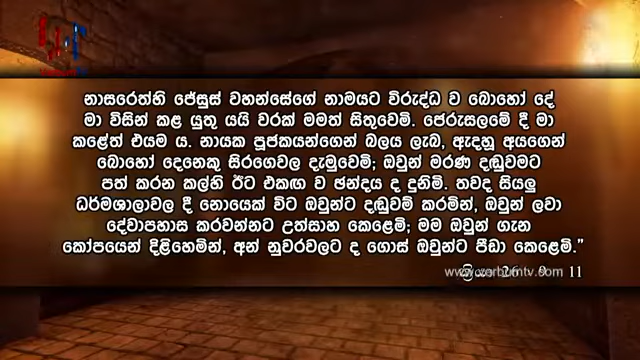 නාසරෙත්හි ජේසුස් වහන්සේගේ නාමයට විරුද්ධ ව බොහෝ දේ
මා විසින් කළ යුතු යයි වරක් මමත් සිතුවෙමි. ජෙරුසලමේ දී මා
කළේත් එයම ය. නායක පූජකයන්ගෙන් බලය ලැබ, ඇදහූ අයගෙන්
බොහෝ දෙනෙකු සිරගෙවල දැමුවෙමි; ඔවුන් මරණ දඬුවමට
පත් කරන කල්හි ඊට එකඟ ව ඡන්දය ද දුනිමි. තවද සියලු
ධර්මශාලාවල දී නොයෙක් විට ඔවුන්ට දඬුවම් කරමින්, ඔවුන් ලවා
දේවාපහාස කරවන්නට උත්සාහ කෙළෙමි; මම ඔවුන් ගැන
කෝපයෙන් දිළිහෙමින්, අන් නුවරවලට ද ගොස් ඔවුන්ට පීඩා කෙළෙමි.”
ක්‍රියා 26 9 11